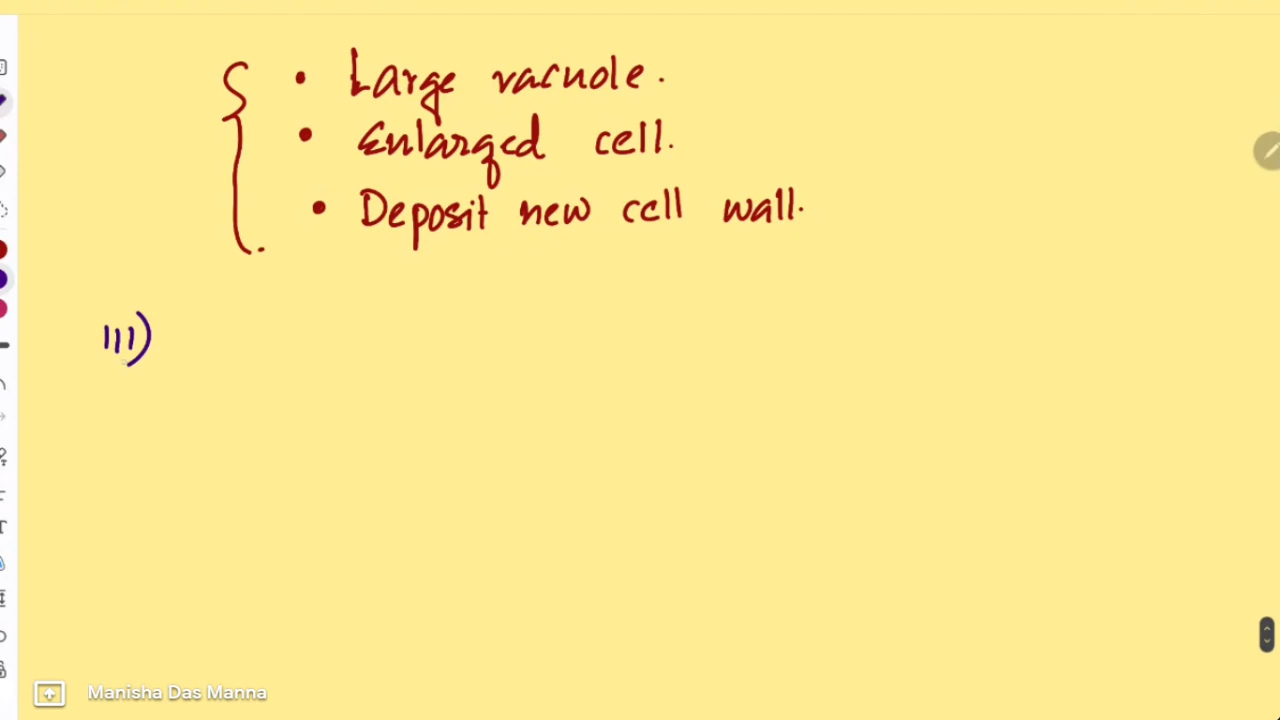 • Large vacuole.
• Enlarged cell.
• Deposit new cell wall.
III)
Manisha Das Manna